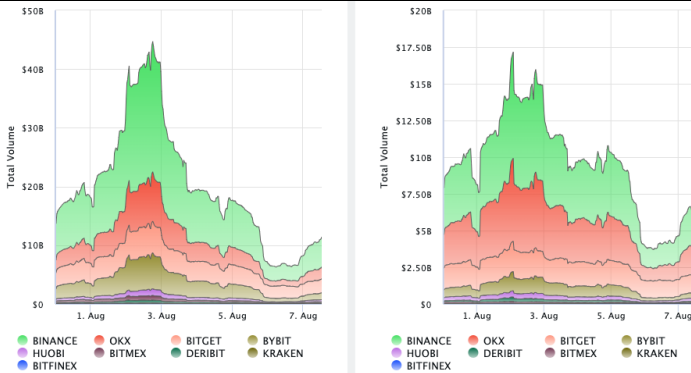 $50B
$40B
$30B
$20B
$10B
$0
Total Volume
1. Aug
3. Aug
5. Aug
7. Aug
BINANCE
OKX
BITGET
BYBIT
HUOBI
BITMEX
DERIBIT
KRAKEN
BITFINEX
$20B
$17.50B
$15B
$12.50B
$10B
$7.50B
$5B
$2.50B
$0
Total Volume
1. Aug
3. Aug
5. Aug
7. Aug
BINANCE
OKX
BITGET
BYBIT
HUOBI
DERIBIT
BITMEX
KRAKEN
BITFINEX